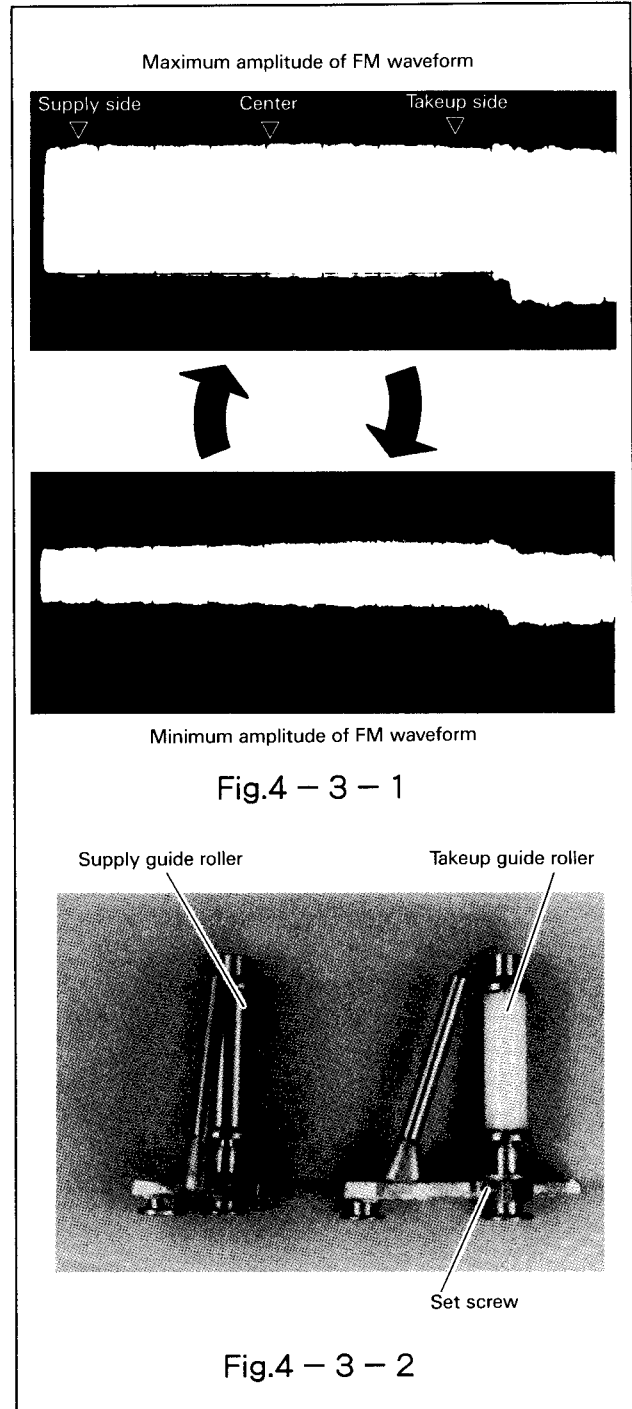 Maximum amplitude of FM waveform
Supply side Center Takeup side
Minimum amplitude of FM waveform
Fig.4 – 3 – 1
Supply guide roller Takeup guide roller
Set screw
Fig.4 – 3 – 2